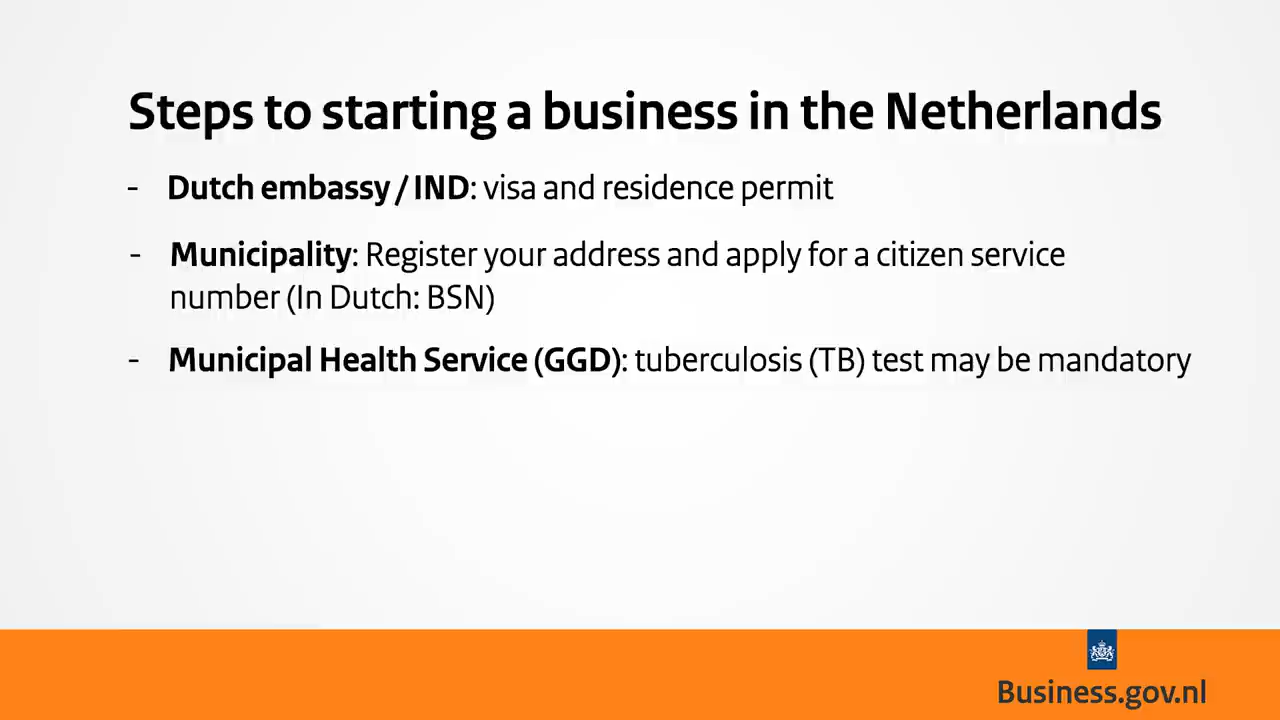 Steps to starting a business in the Netherlands
- Dutch embassy / IND: visa and residence permit
- Municipality: Register your address and apply for a citizen service
number (In Dutch: BSN)
- Municipal Health Service (GGD): tuberculosis (TB) test may be mandatory
Business.gov.nl